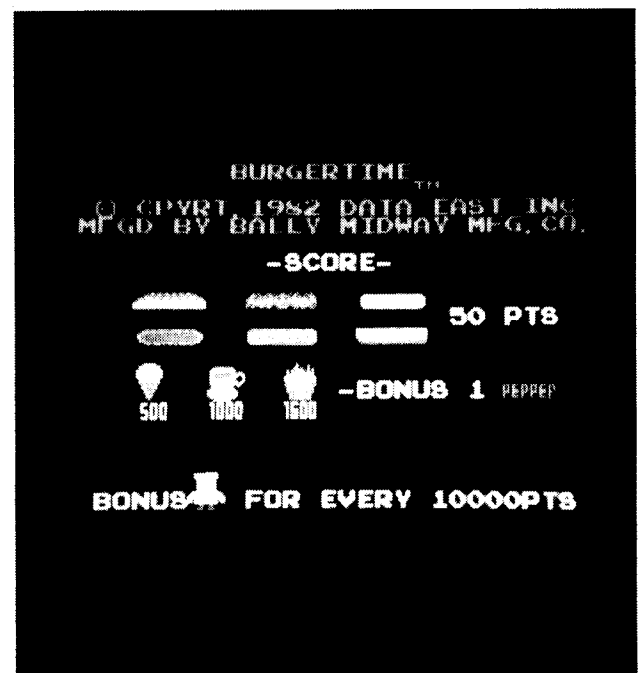 BURGERTIME TM
© CPYRT. 1982 DATA EAST INC
MFGD BY BALLY MIDWAY MFG. CO.
-SCORE-
50 PTS
500 1000 1500 -BONUS 1 PEPPER
BONUS FOR EVERY 10000PTS